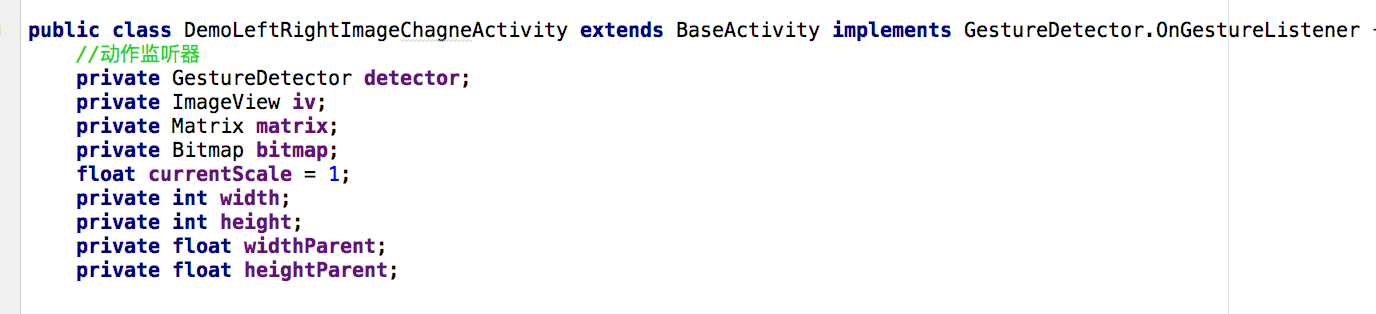 public class DemoLeftRightImageChagneActivity extends BaseActivity implements GestureDetector.OnGestureListener
//动作监听器
private GestureDetector detector;
private ImageView iv;
private Matrix matrix;
private Bitmap bitmap;
float currentScale = 1;
private int width;
private int height;
private float widthParent;
private float heightParent;